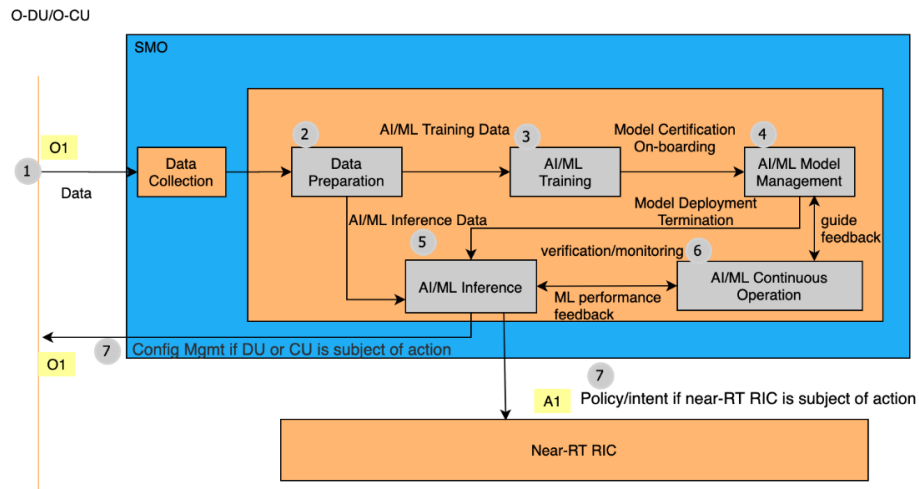 O-DU/O-CU
SMO
O1
1
Data
Data
Collection
2
Data
Preparation
AI/ML Training Data
3
AI/ML
Training
Model Certification
On-boarding
4
AI/ML Model
Management
AI/ML Inference Data
Model Deployment
Termination
guide
feedback
5
AI/ML Inference
verification/monitoring
6
ML performance
feedback
AI/ML Continuous
Operation
7
Config Mgmt if DU or CU is subject of action
O1
7
A1
Policy/intent if near-RT RIC is subject of action
Near-RT RIC